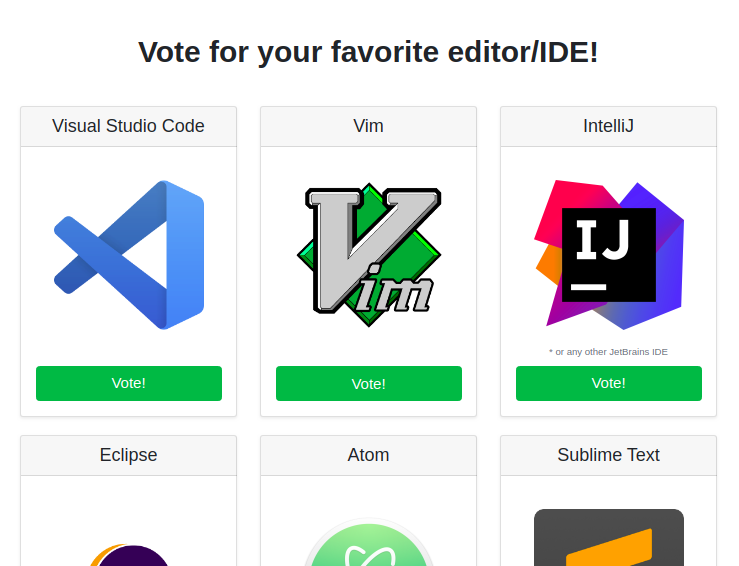 Vote for your favorite editor/IDE!
Visual Studio Code
Vim
IntelliJ
Vim
IJ
* or any other JetBrains IDE
Vote!
Vote!
Vote!
Eclipse
Atom
Sublime Text